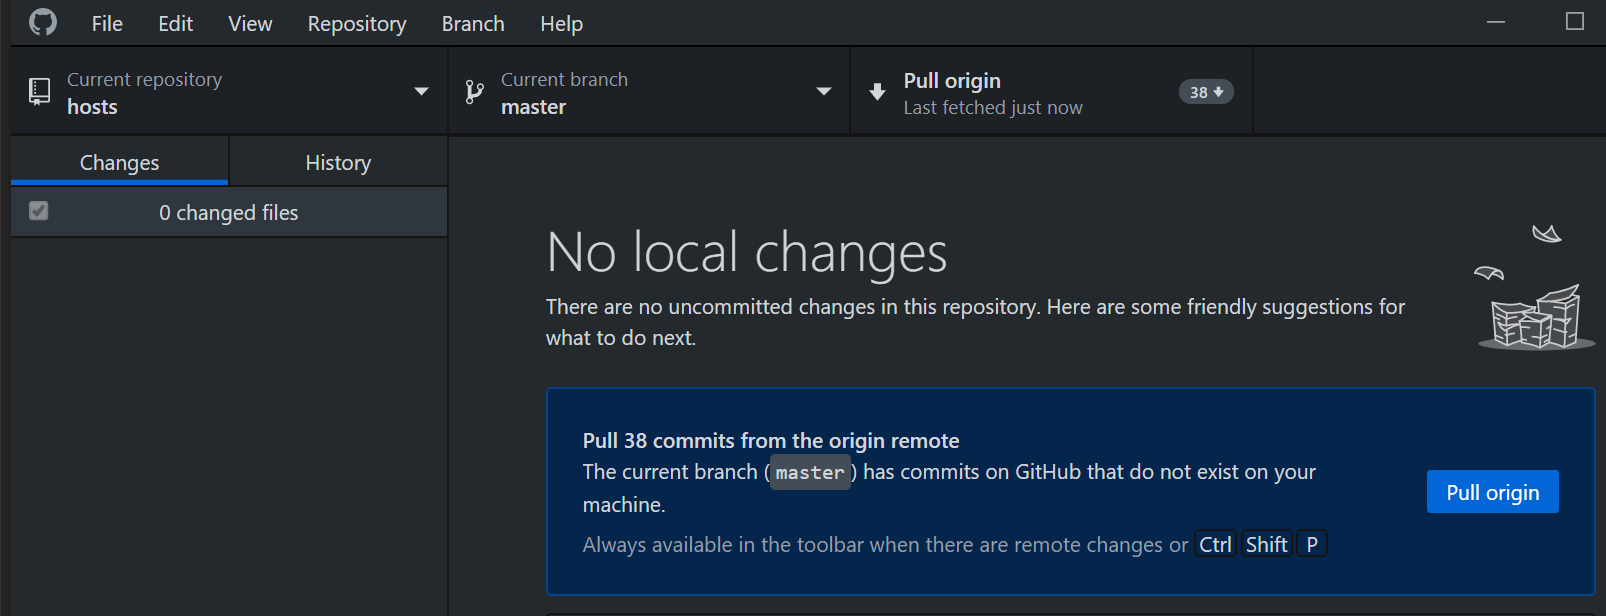 File Edit View Repository Branch Help
Current repository
hosts
Current branch
master
Pull origin
Last fetched just now
38
Changes
History
0 changed files
No local changes
There are no uncommitted changes in this repository. Here are some friendly suggestions for
what to do next.
Pull 38 commits from the origin remote
The current branch (master) has commits on GitHub that do not exist on your
machine.
Always available in the toolbar when there are remote changes or Ctrl Shift P
Pull origin